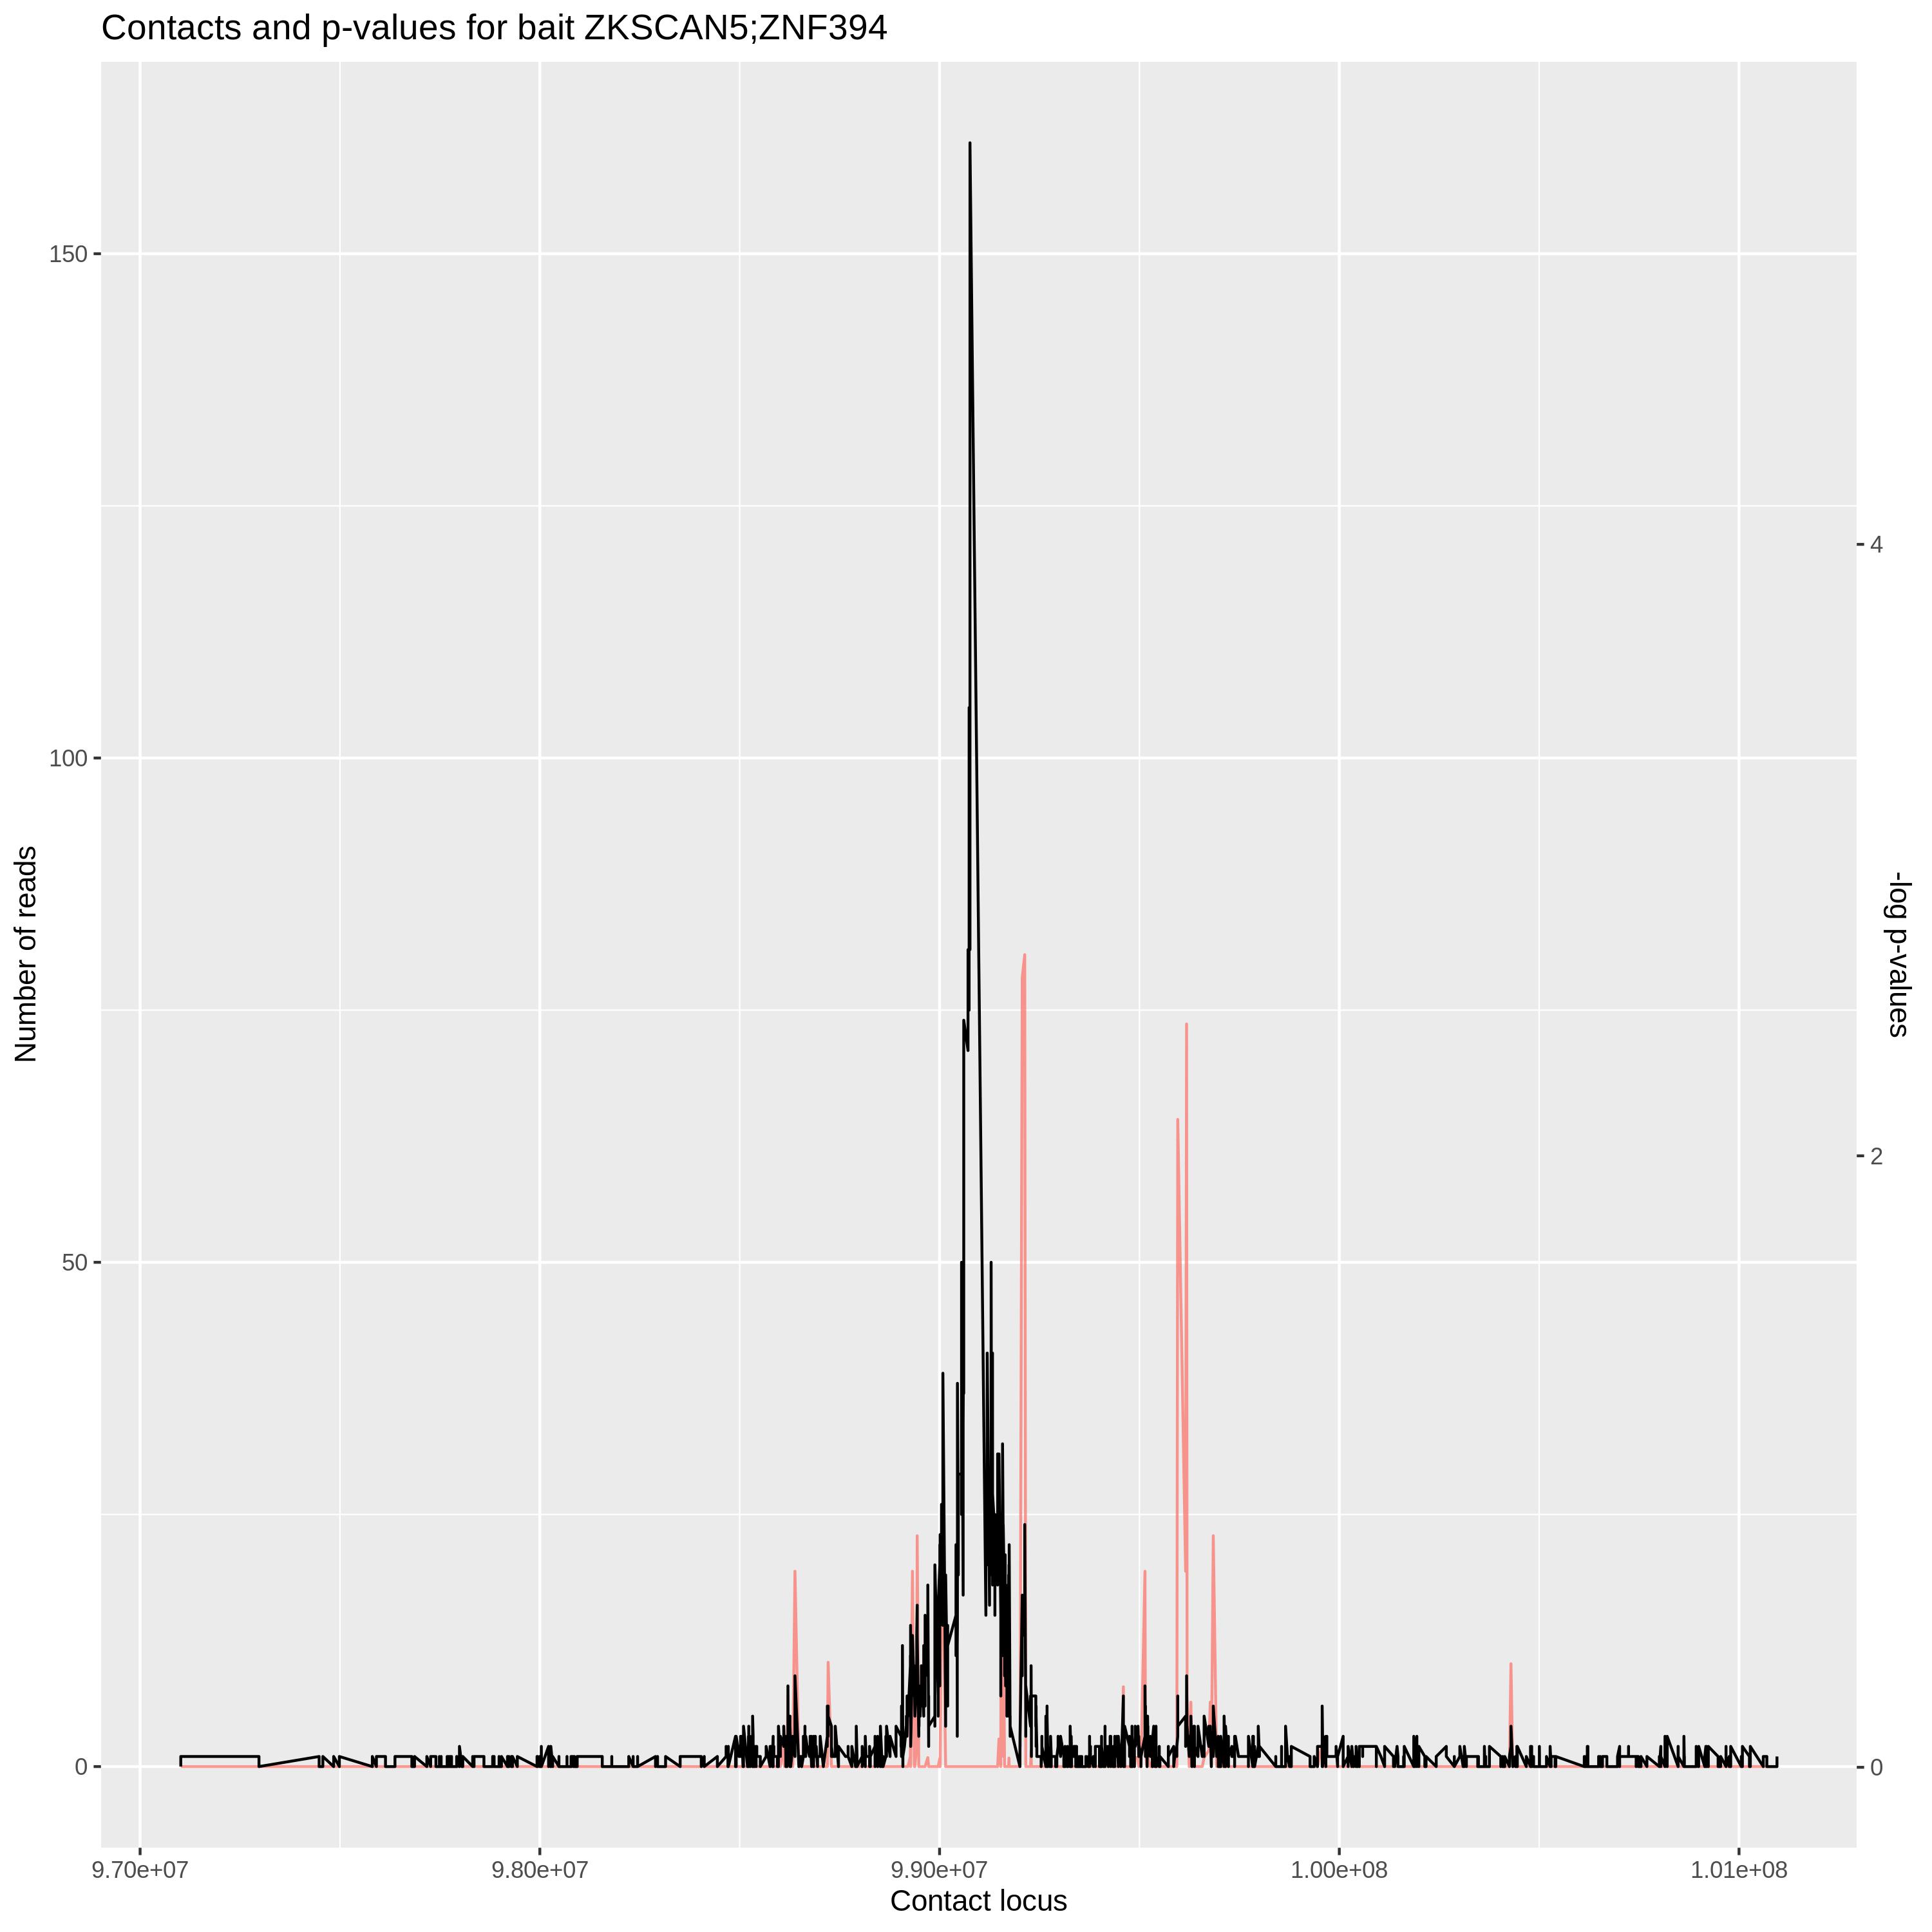 Contacts and p-values for bait ZKSCAN5;ZNF394
150
100
50
0
Number of reads
4
2
0
-log p-values
9.70e+07
9.80e+07
9.90e+07
1.00e+08
1.01e+08
Contact locus